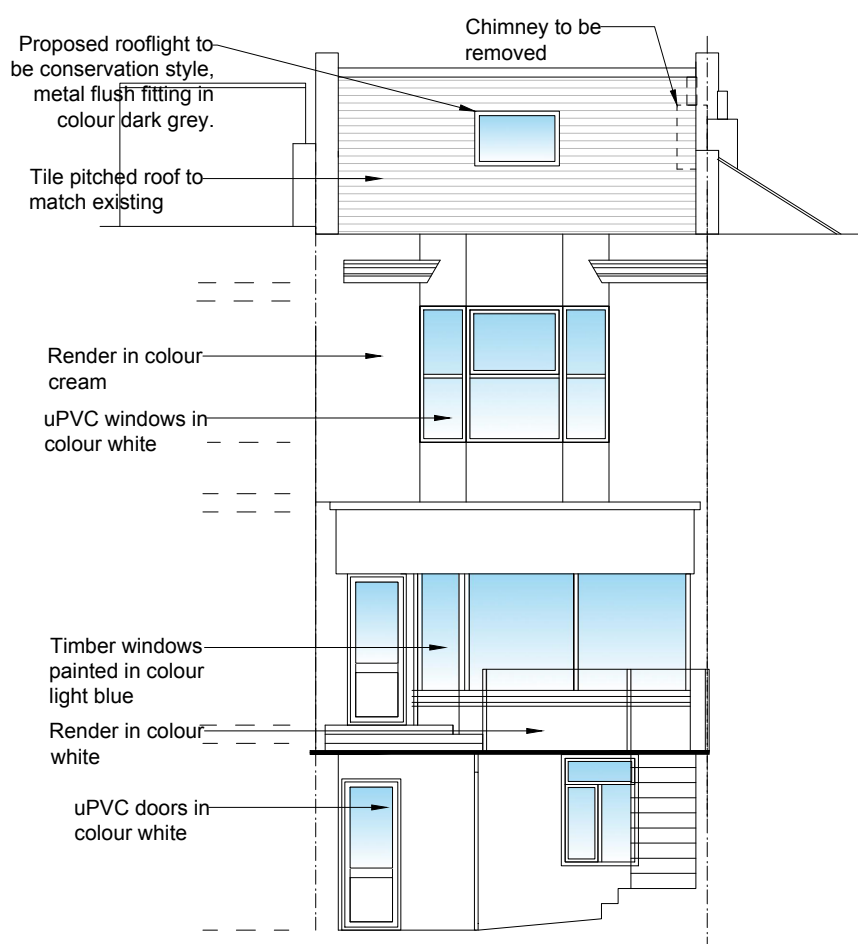 Proposed rooflight to
be conservation style,
metal flush fitting in
colour dark grey.
Chimney to be
removed
Tile pitched roof to
match existing
Render in colour
cream
uPVC windows in
colour white
Timber windows
painted in colour
light blue
Render in colour
white
uPVC doors in
colour white